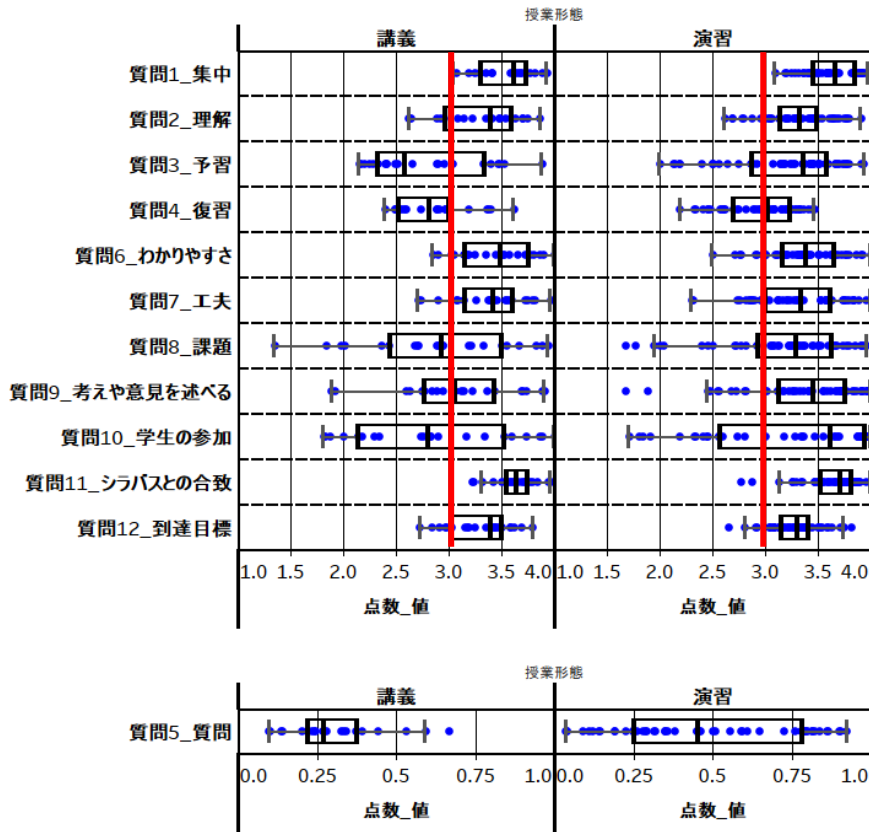 授業形態
講義 演習
質問1_集中
質問2_理解
質問3_予習
質問4_復習
質問6_わかりやすさ
質問7_工夫
質問8_課題
質問9_考えや意見を述べる
質問10_学生の参加
質問11_シラバスとの合致
質問12_到達目標
1.0 1.5 2.0 2.5 3.0 3.5 4.0 1.0 2.0 2.5 3.0 3.5 4.0
点数_値 点数_値
授業形態
講義 演習
質問5_質問
0.0 0.25 0.5 0.75 1.0 0.0 0.25 0.5 0.75 1.0
点数_値 点数_値